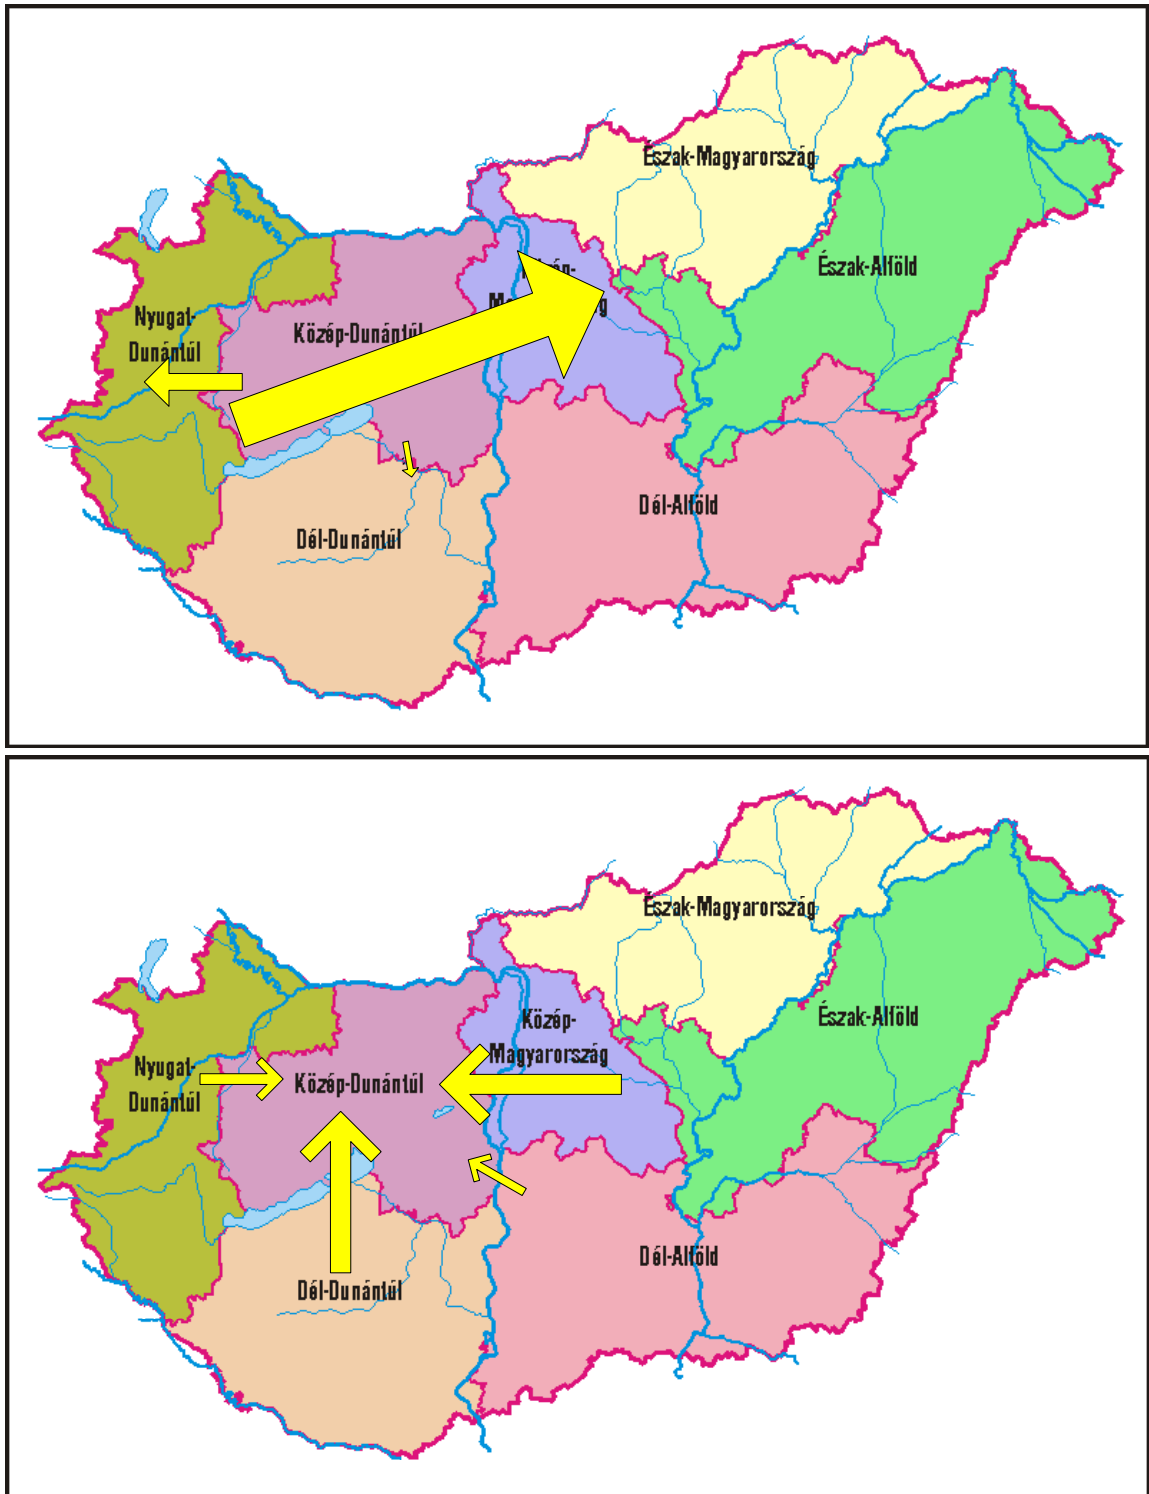 Észak-Magyarország
Észak-Alföld
Nyugat-
Dunántúl
Közép-Dunántúl
Dél-Alföld
Dél-Dunántúl
Észak-Magyarország
Észak-Alföld
Közép-
Magyarország
Nyugat-
Dunántúl
Közép-Dunántúl
Dél-Alföld
Dél-Dunántúl